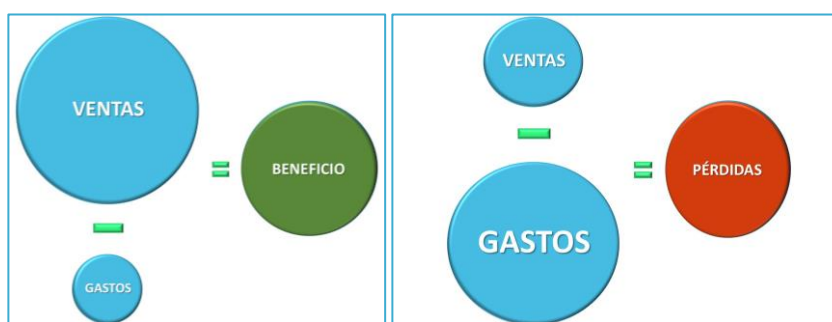 VENTAS
BENEFICIO
GASTOS
VENTAS
PÉRDIDAS
GASTOS